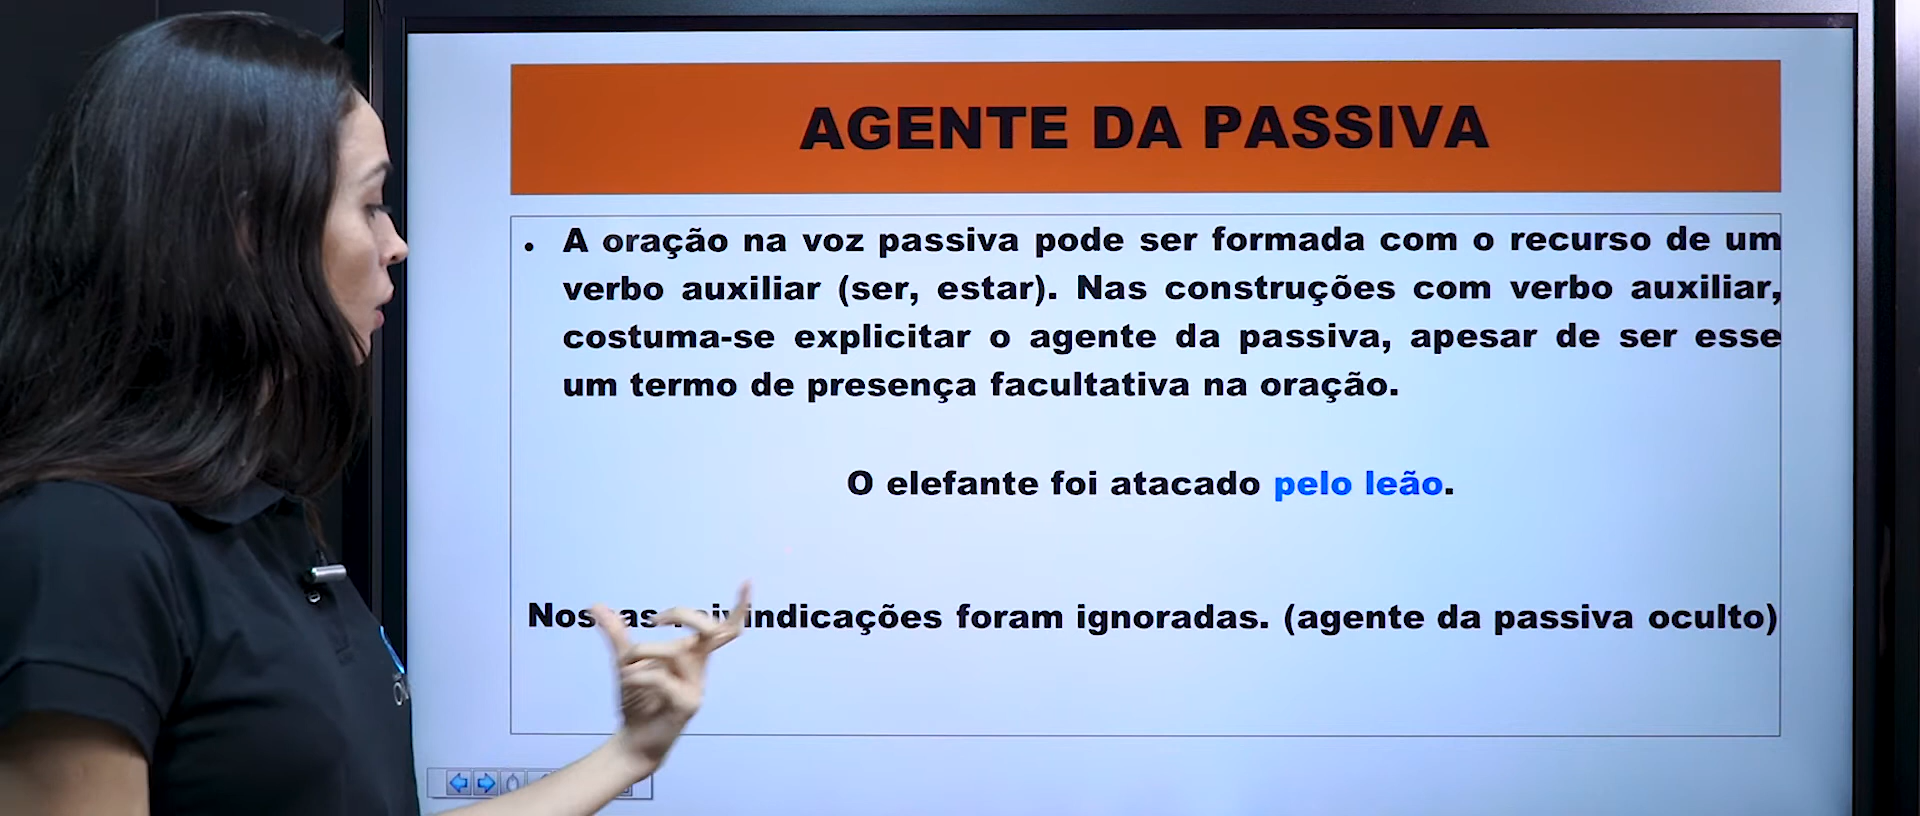 AGENTE DA PASSIVA
• A oração na voz passiva pode ser formada com o recurso de um
verbo auxiliar (ser, estar). Nas construções com verbo auxiliar,
costuma-se explicitar o agente da passiva, apesar de ser esse
um termo de presença facultativa na oração.
O elefante foi atacado pelo leão.
Nossas reivindicações foram ignoradas. (agente da passiva oculto)